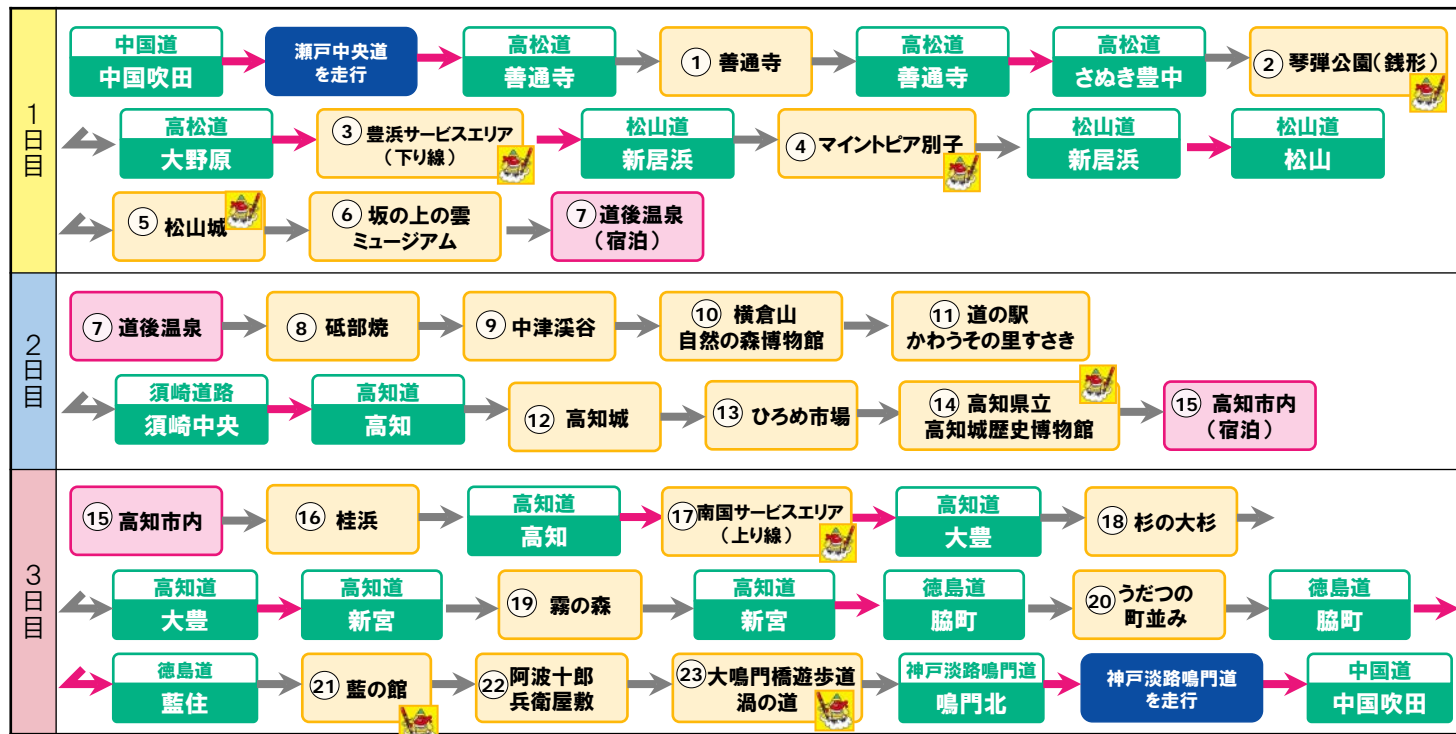 1日目
中国道
中国吹田
瀬戸中央道
を走行
高松道
善通寺
① 善通寺
高松道
善通寺
高松道
さぬき豊中
② 琴弾公園(銭形)
高松道
大野原
③ 豊浜サービスエリア
(下り線)
松山道
新居浜
④ マイントピア別子
松山道
新居浜
松山道
松山
⑤ 松山城
⑥ 坂の上の雲
ミュージアム
⑦ 道後温泉
(宿泊)
2日目
⑦ 道後温泉
⑧ 砥部焼
⑨ 中津渓谷
⑩ 横倉山
自然の森博物館
⑪ 道の駅
かわうその里すさき
須崎道路
須崎中央
高知道
高知
⑫ 高知城
⑬ ひろめ市場
⑭ 高知県立
高知城歴史博物館
⑮ 高知市内
(宿泊)
3日目
⑮ 高知市内
⑯ 桂浜
高知道
高知
⑰ 南国サービスエリア
(上り線)
高知道
大豊
⑱ 杉の大杉
高知道
大豊
高知道
新宮
⑲ 霧の森
高知道
新宮
徳島道
脇町
⑳ うだつの
町並み
徳島道
脇町
徳島道
藍住
㉑ 藍の館
㉒ 阿波十郎
兵衛屋敷
㉓ 大鳴門橋遊歩道
渦の道
神戸淡路鳴門道
鳴門北
神戸淡路鳴門道
を走行
中国道
中国吹田